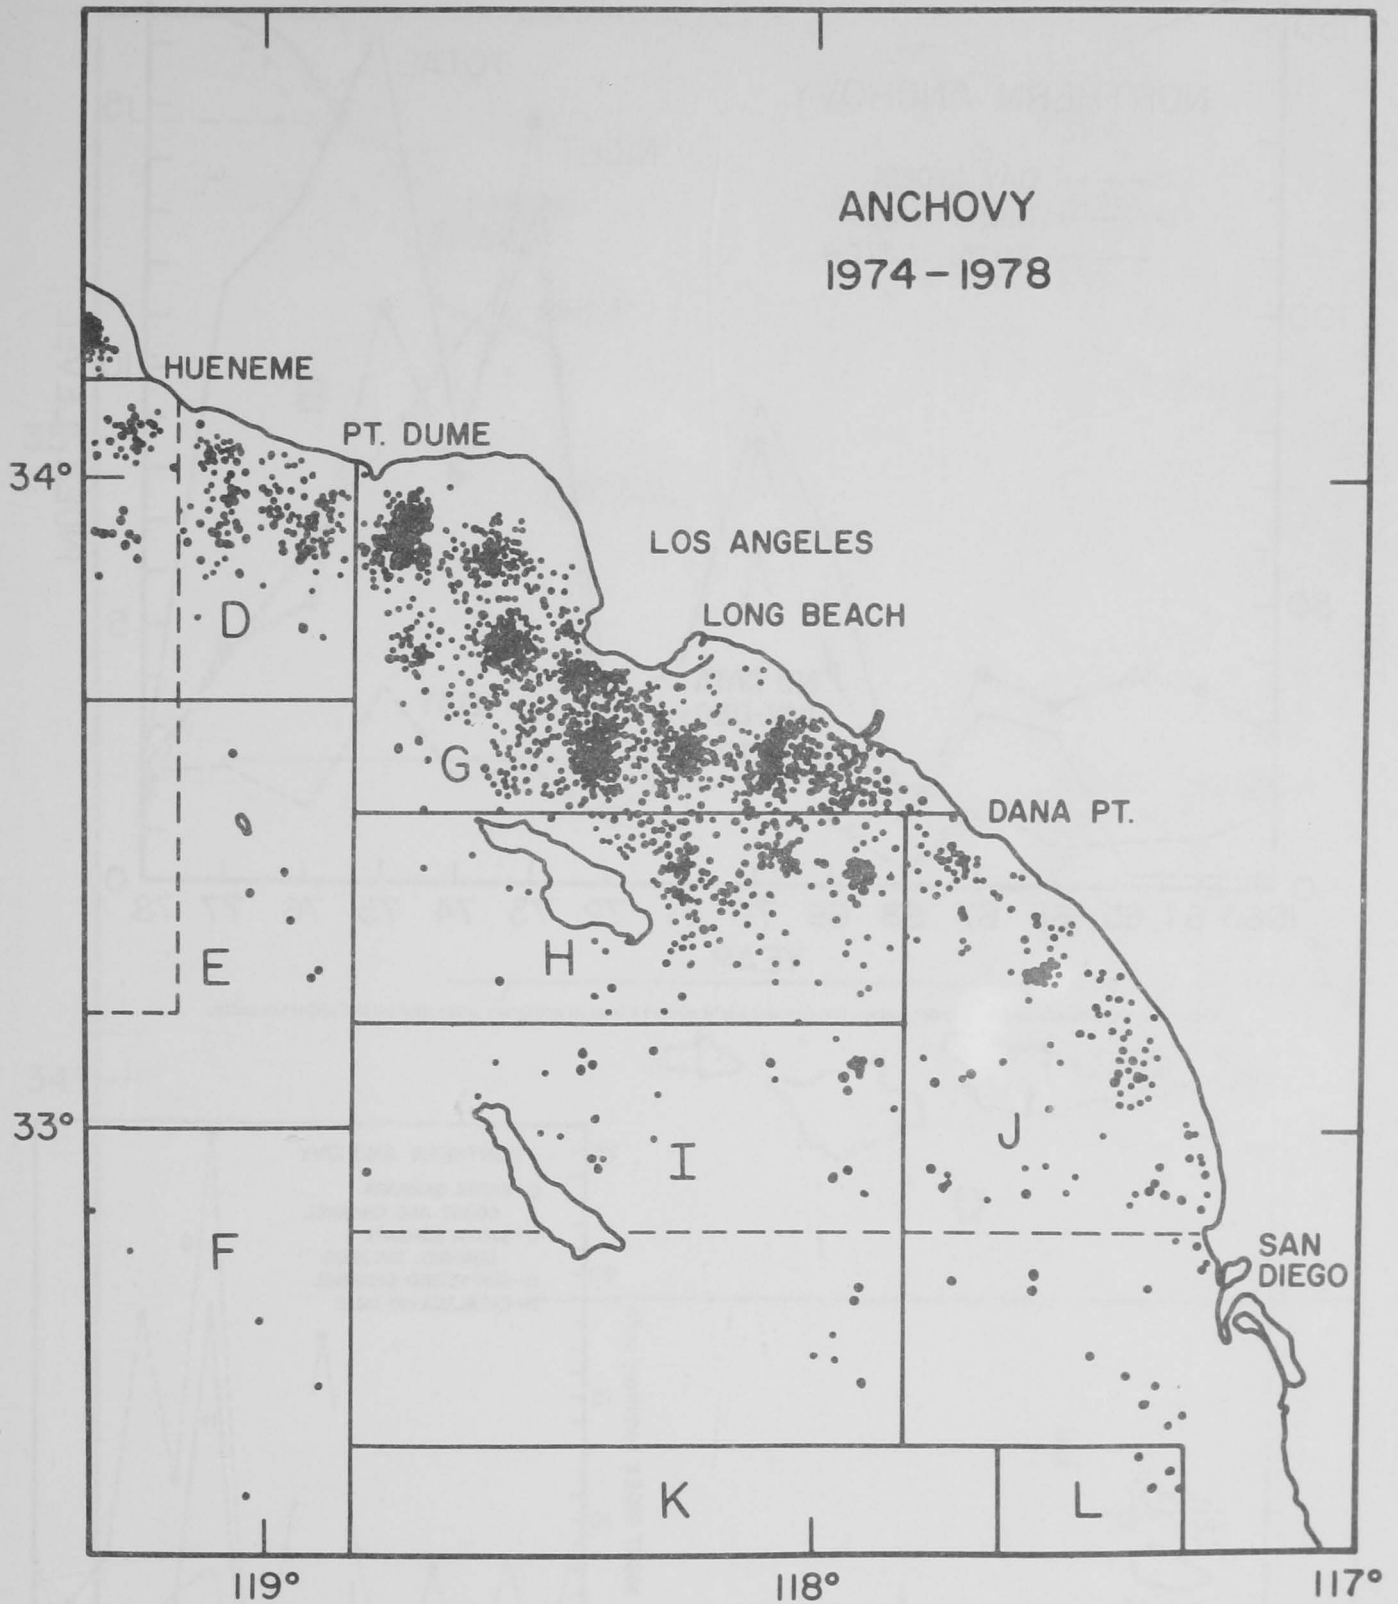 ANCHOVY
1974-1978
HUENEME
PT. DUME
34°
LOS ANGELES
LONG BEACH
D
G
DANA PT.
H
E
33°
J
I
F
SAN
DIEGO
K
L
119°
118°
117°